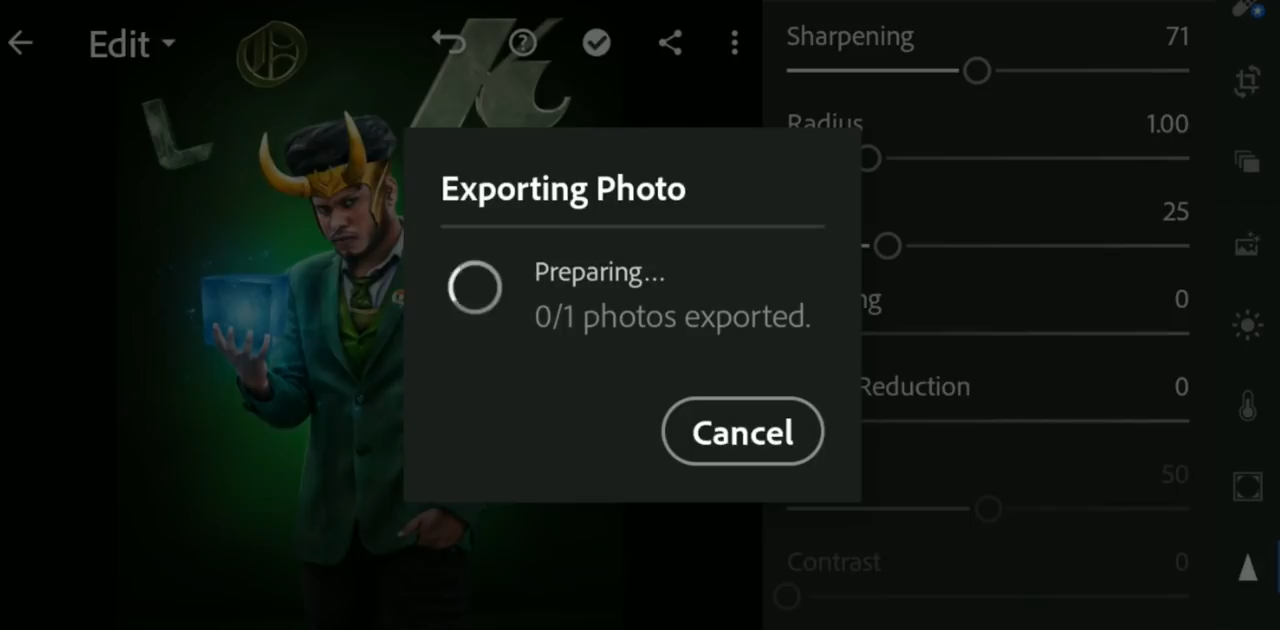 Edit
L
K
Sharpening 71
Radius 1.00
25
Exporting Photo
Preparing...
0/1 photos exported.
ng 0
Reduction 0
Cancel
50
Contrast 0